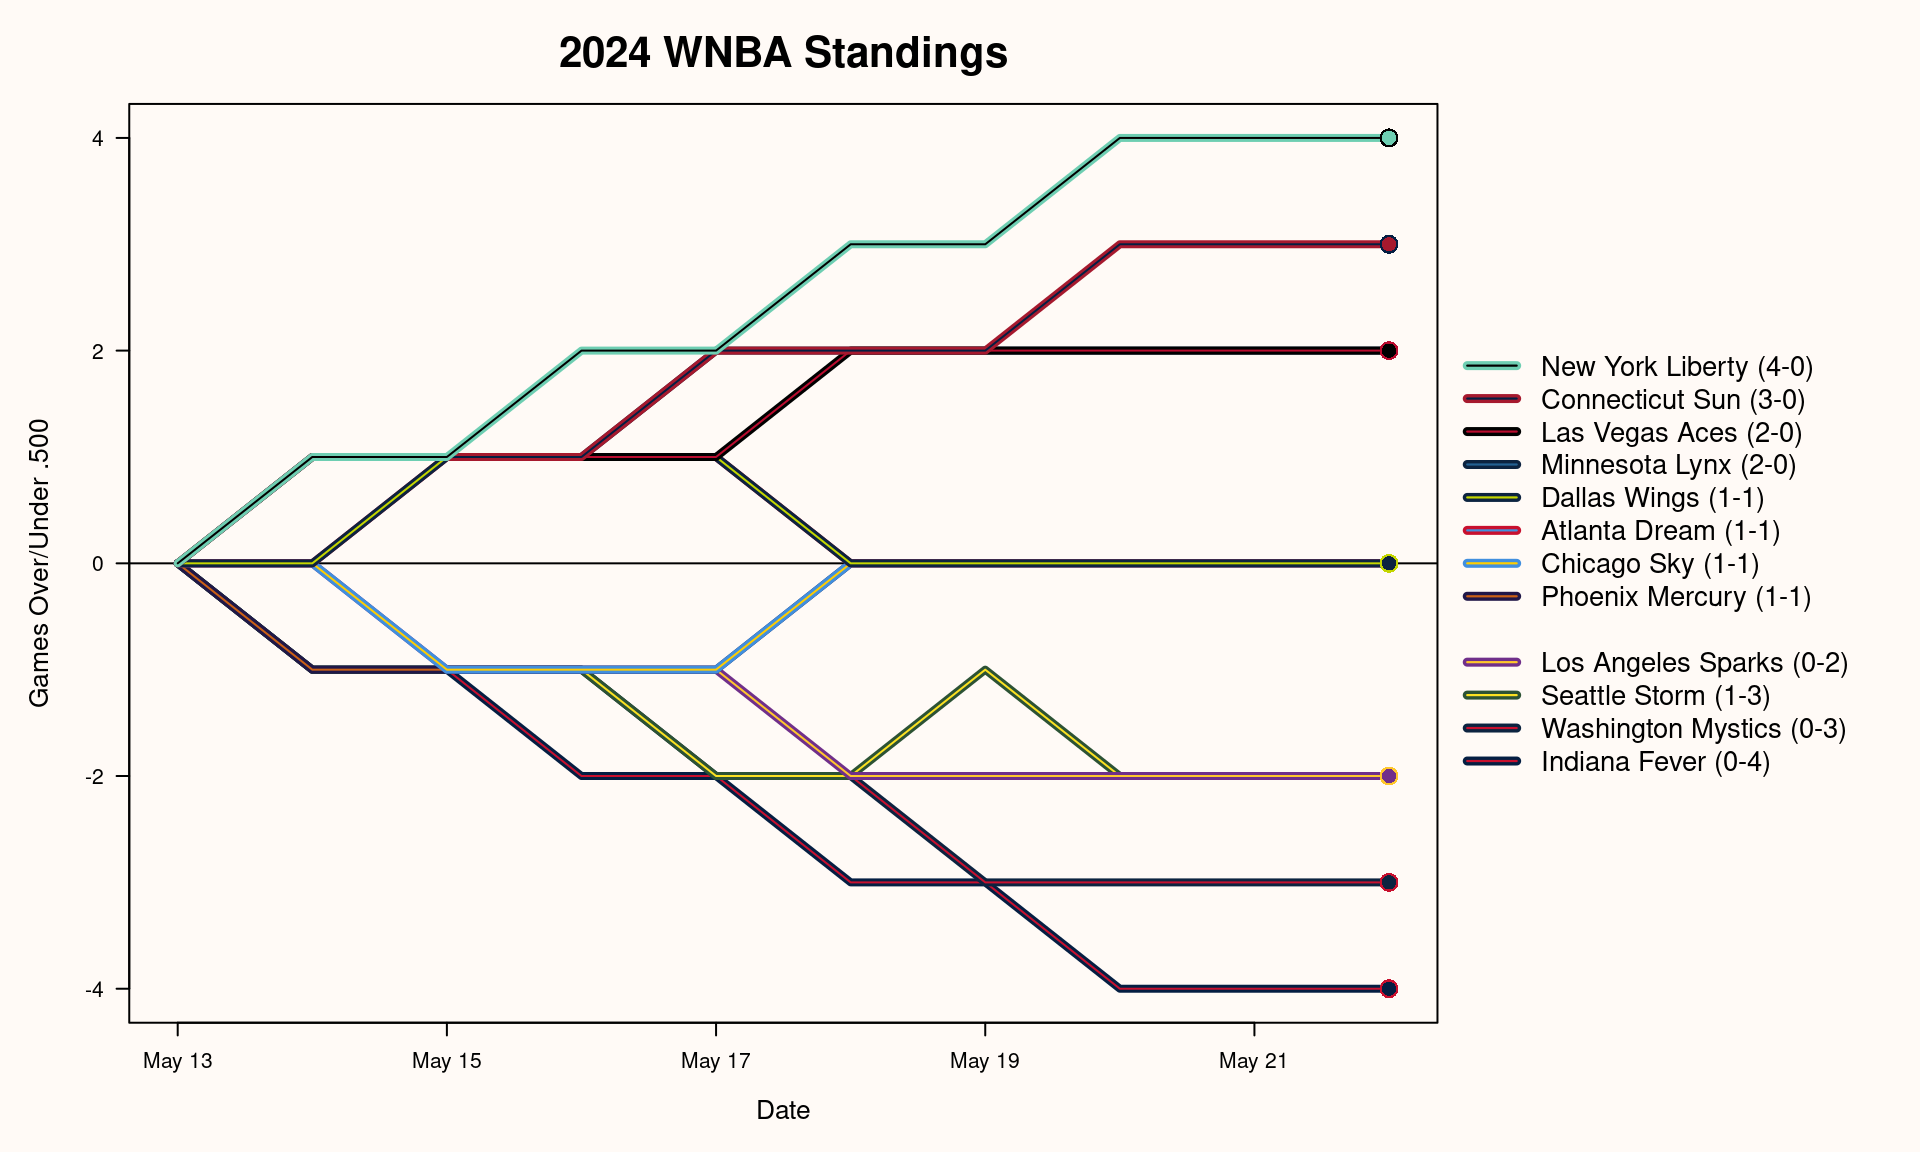 2024 WNBA Standings
Games Over/Under .500
4
2
0
-2
-4
May 13
May 15
May 17
May 19
May 21
Date
New York Liberty (4-0)
Connecticut Sun (3-0)
Las Vegas Aces (2-0)
Minnesota Lynx (2-0)
Dallas Wings (1-1)
Atlanta Dream (1-1)
Chicago Sky (1-1)
Phoenix Mercury (1-1)
Los Angeles Sparks (0-2)
Seattle Storm (1-3)
Washington Mystics (0-3)
Indiana Fever (0-4)